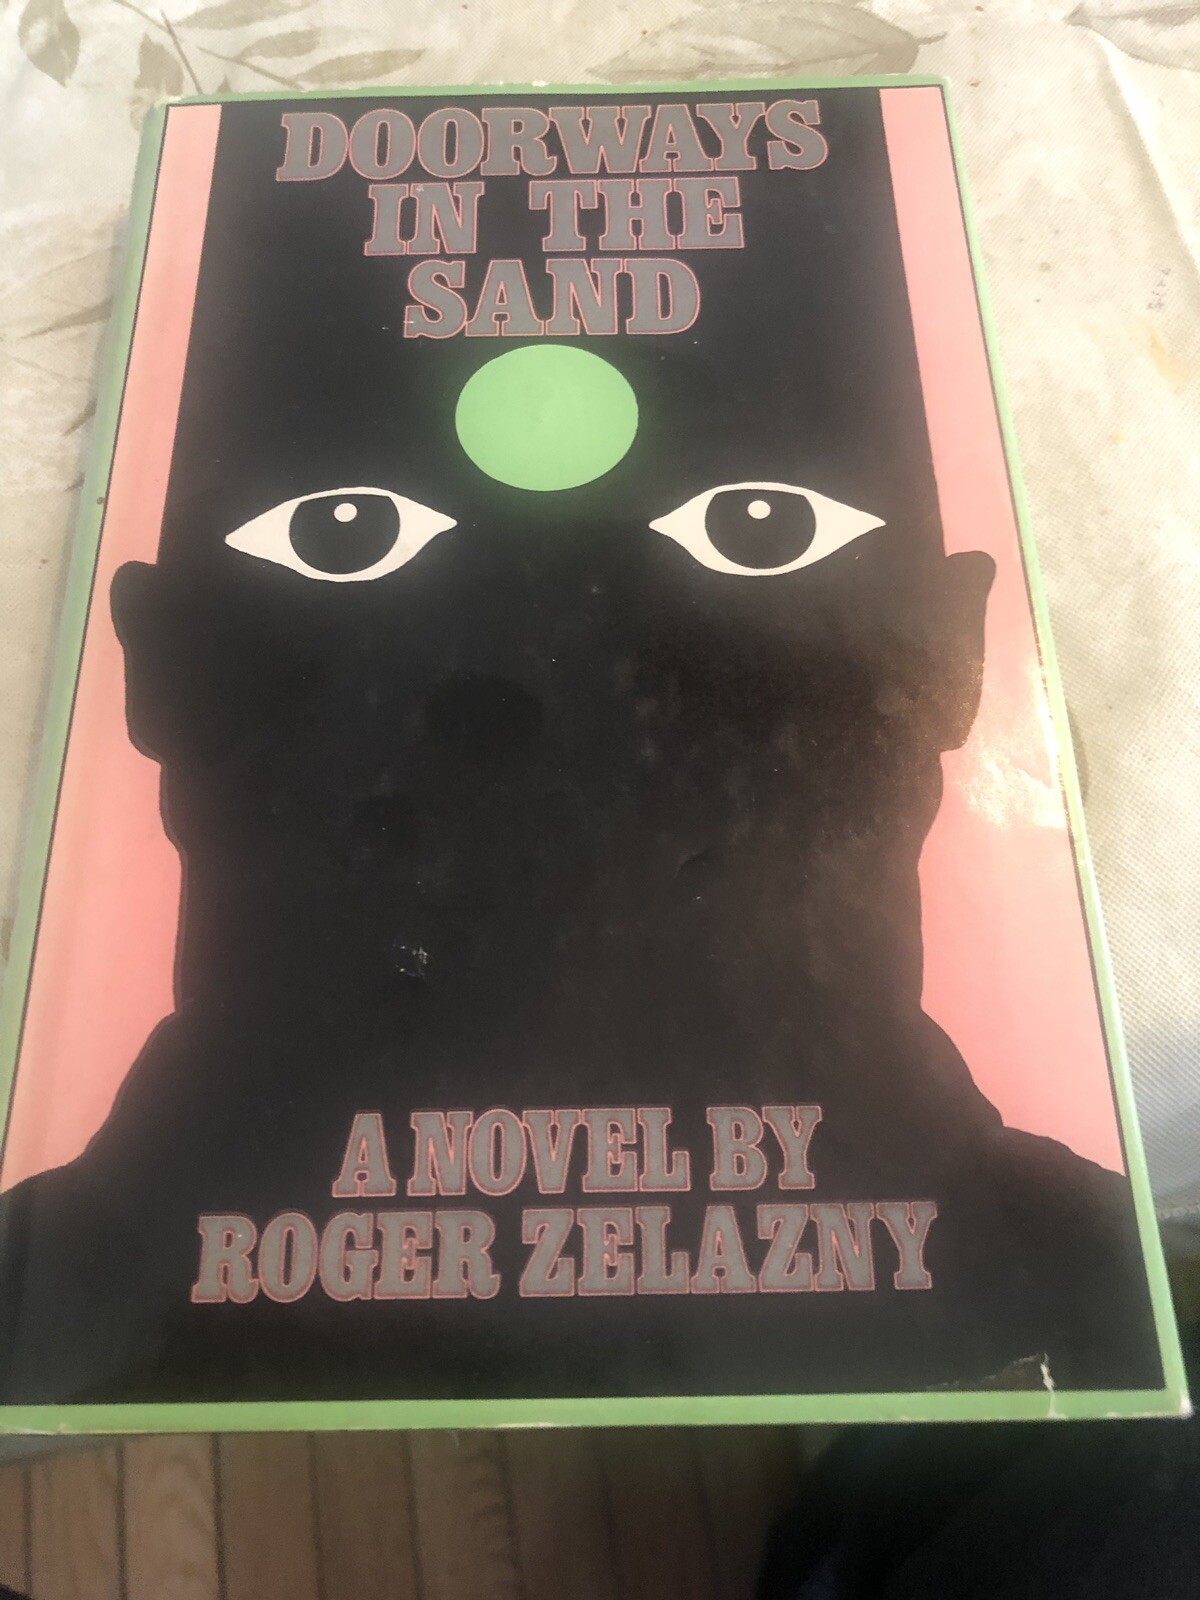 DOORWAYS
IN THE
SAND
A NOVEL BY
ROGER ZELAZNY